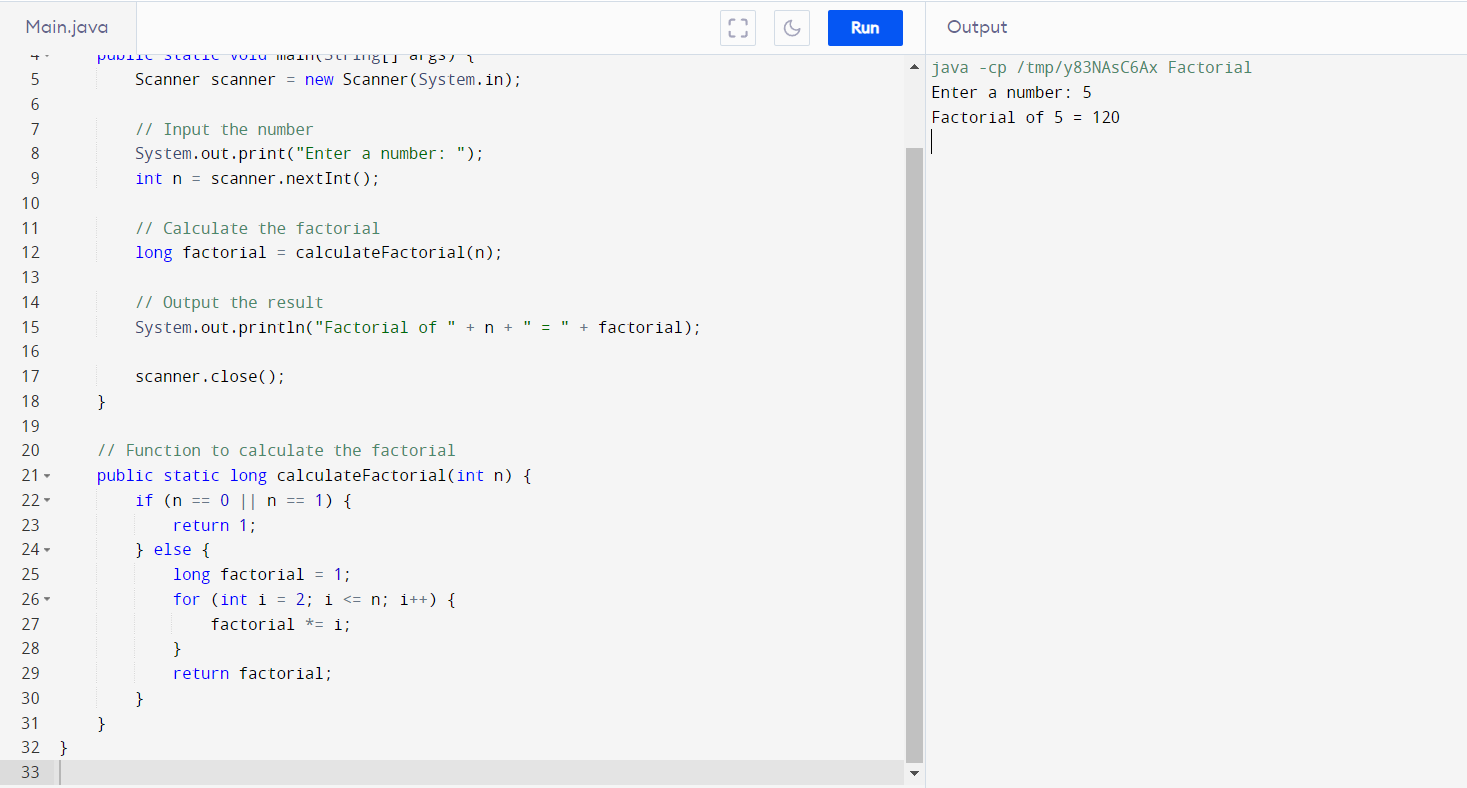 Main.java
Run
Output
4 public static void main(String[] args) {
5 Scanner scanner = new Scanner(System.in);
6
7 // Input the number
8 System.out.print("Enter a number: ");
9 int n = scanner.nextInt();
10
11 // Calculate the factorial
12 long factorial = calculateFactorial(n);
13
14 // Output the result
15 System.out.println("Factorial of " + n + " = " + factorial);
16
17 scanner.close();
18 }
19
20 // Function to calculate the factorial
21 public static long calculateFactorial(int n) {
22 if (n == 0 || n == 1) {
23 return 1;
24 } else {
25 long factorial = 1;
26 for (int i = 2; i <= n; i++) {
27 factorial *= i;
28 }
29 return factorial;
30 }
31 }
32 }
33
java -cp /tmp/y83NAsC6Ax Factorial
Enter a number: 5
Factorial of 5 = 120